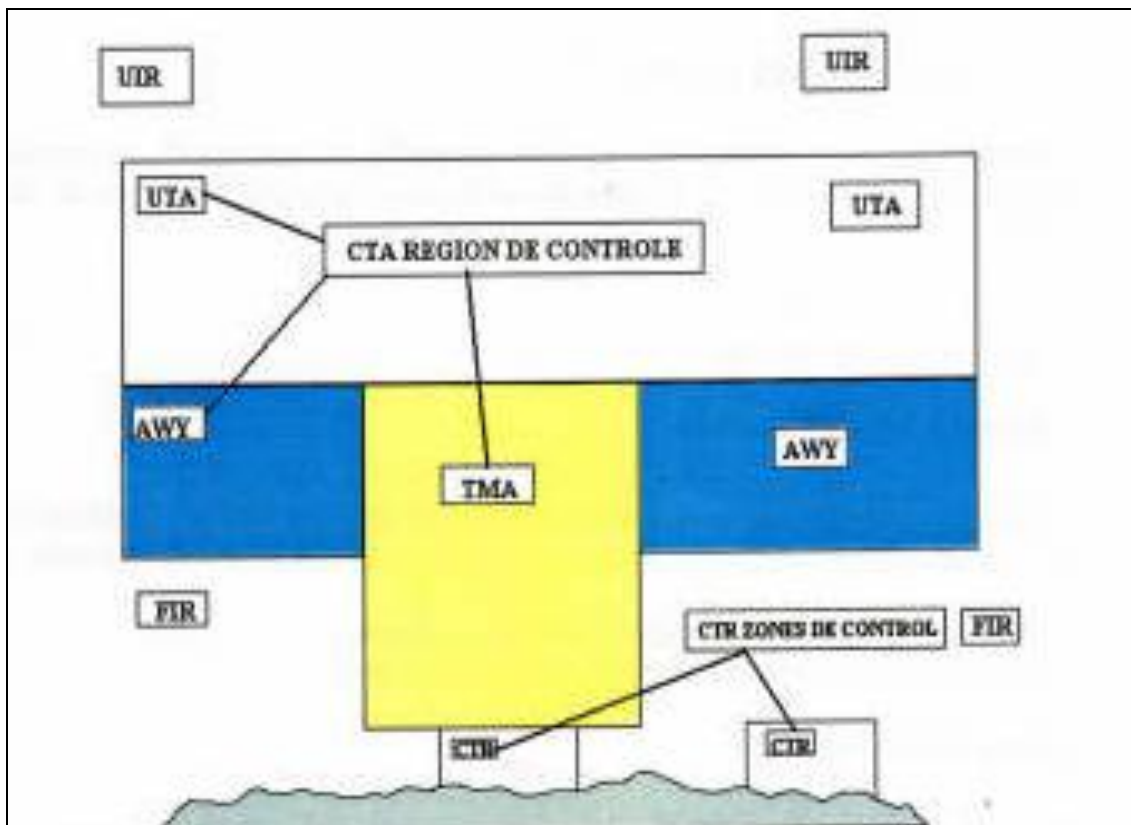 UIR
UIR
UTA
UTA
CTA REGION DE CONTROLE
AWY
AWY
TMA
FIR
CTR ZONES DE CONTROL
FIR
CTR
CTR